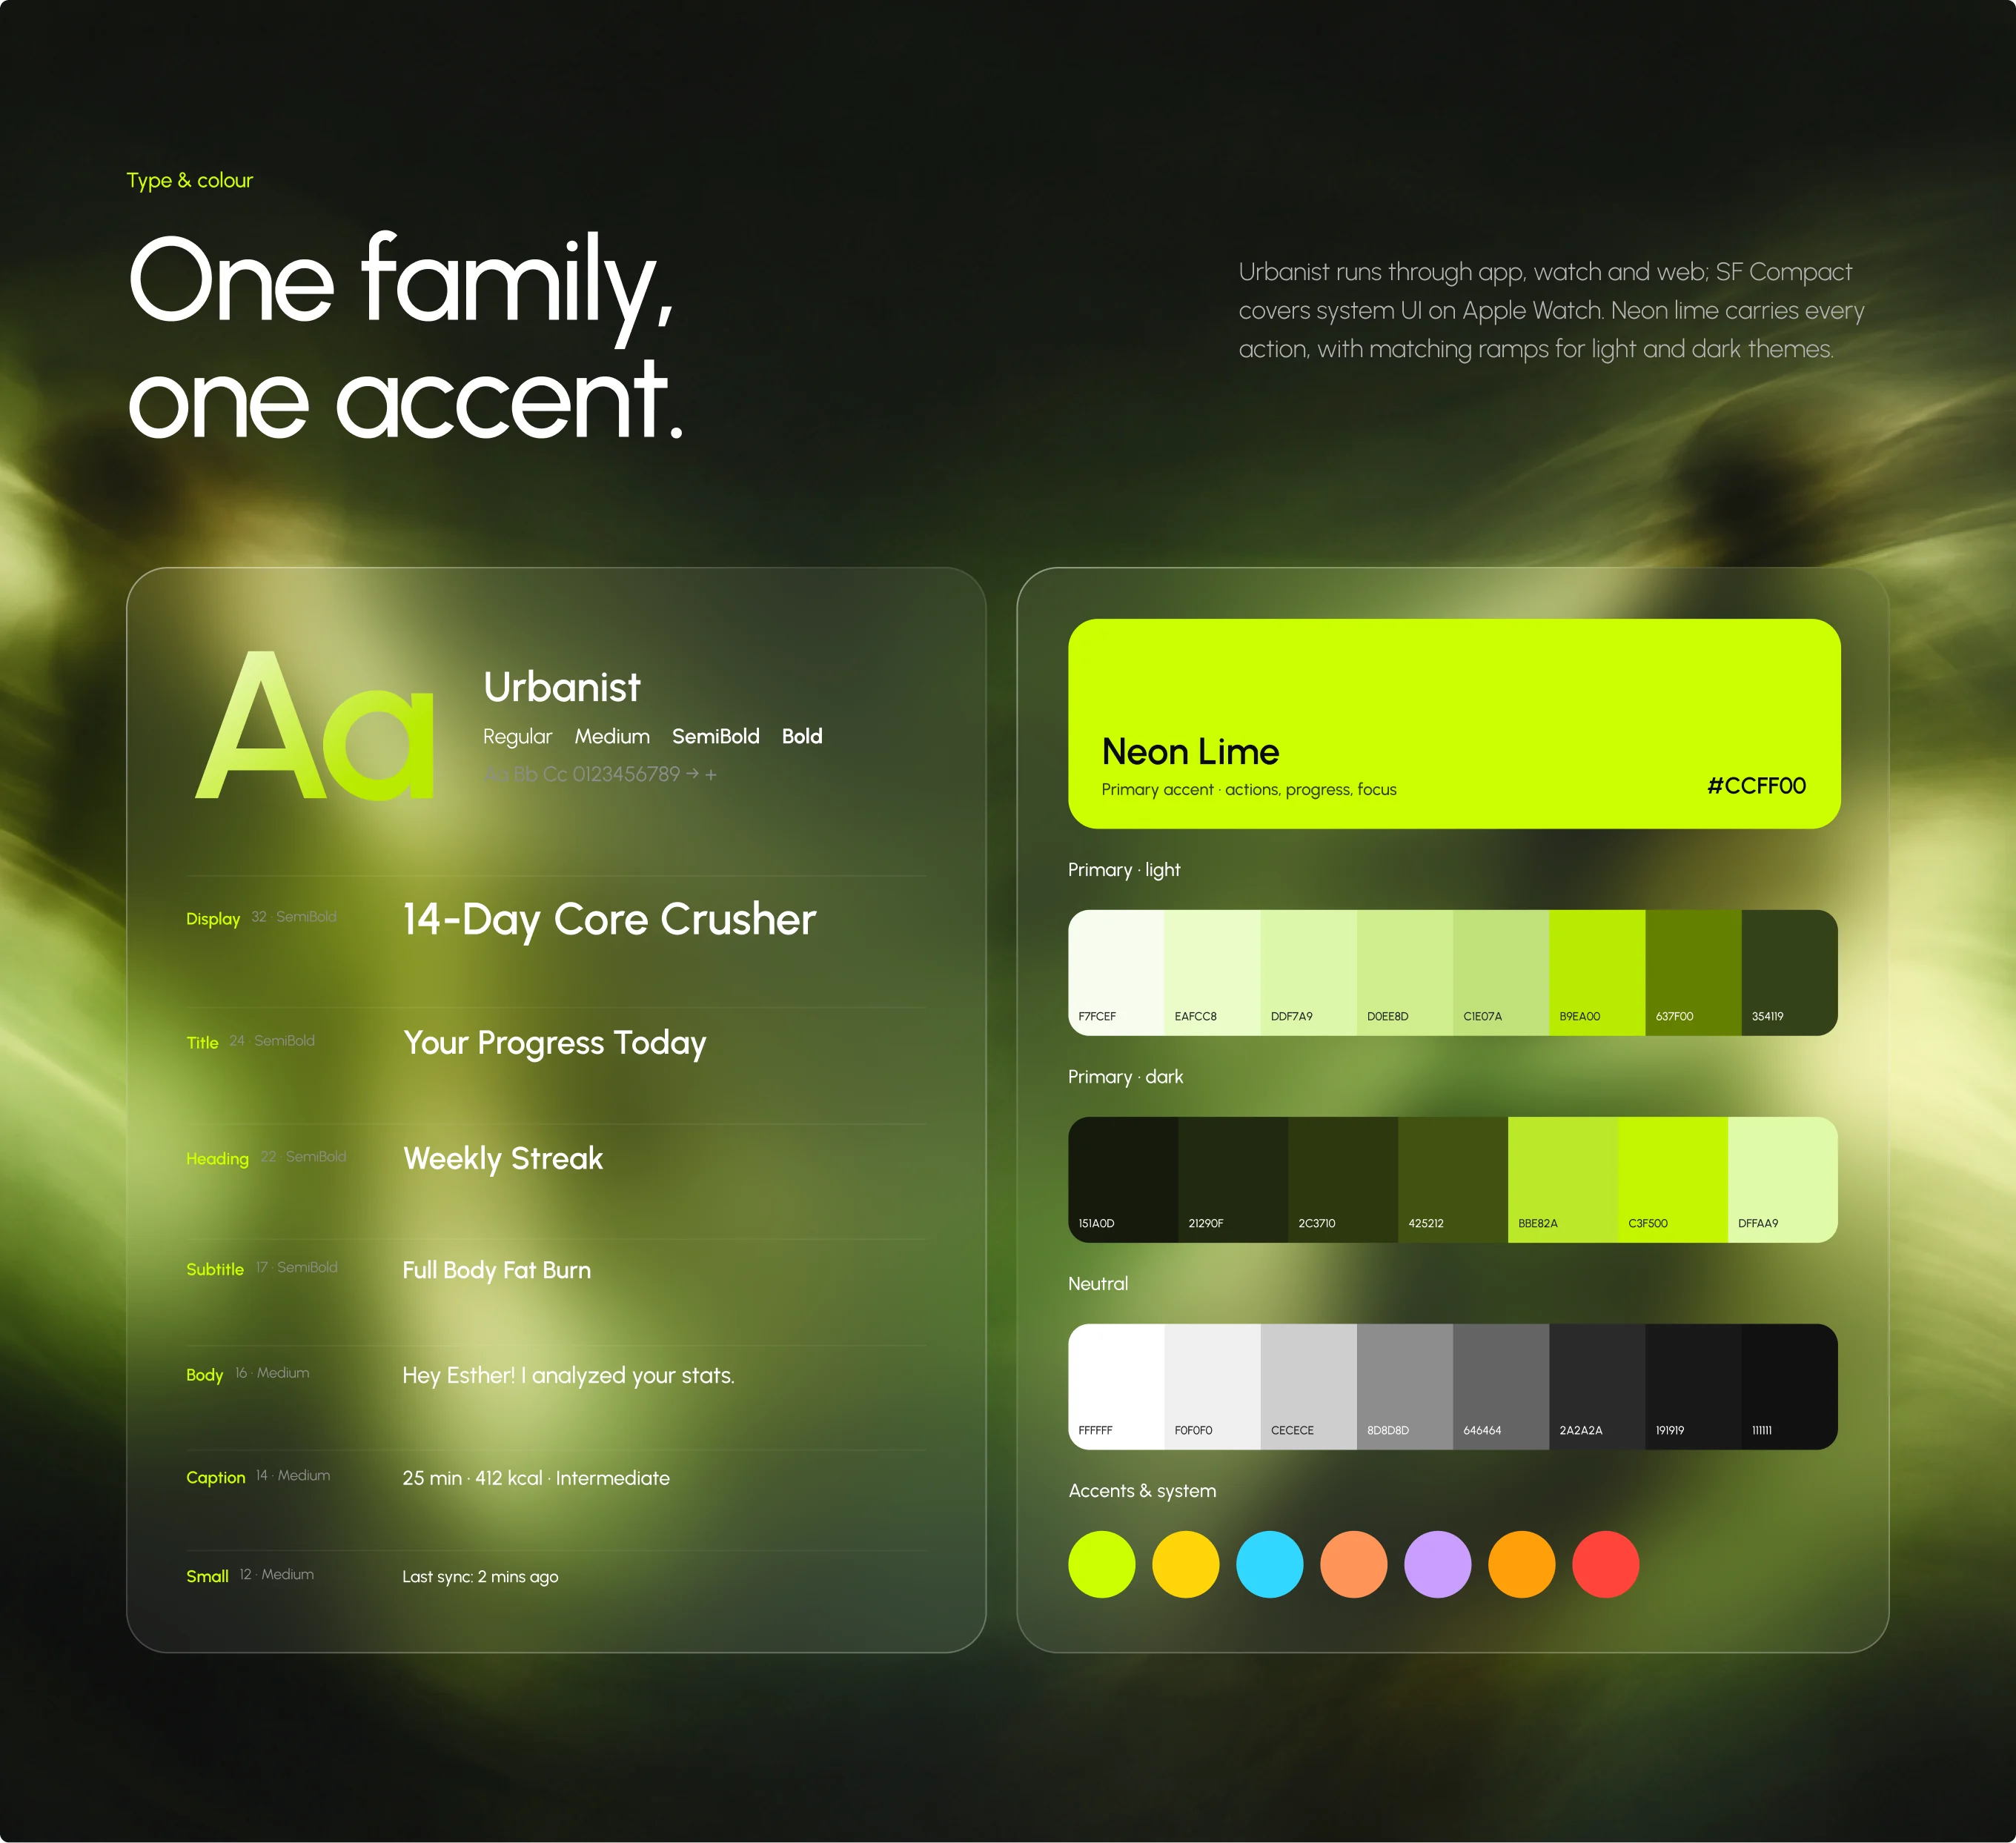 Type & colour
One family,
one accent.
Urbanist runs through app, watch and web; SF Compact
covers system UI on Apple Watch. Neon lime carries every
action, with matching ramps for light and dark themes.
Aa
Urbanist
Regular Medium SemiBold Bold
Aa Bb Cc 0123456789 → +
Display 32 · SemiBold 14-Day Core Crusher
Title 24 · SemiBold Your Progress Today
Heading 22 · SemiBold Weekly Streak
Subtitle 17 · SemiBold Full Body Fat Burn
Body 16 · Medium Hey Esther! I analyzed your stats.
Caption 14 · Medium 25 min · 412 kcal · Intermediate
Small 12 · Medium Last sync: 2 mins ago
Neon Lime
Primary accent · actions, progress, focus
#CCFF00
Primary · light
F7FCEF EAFCC8 DDF7A9 D0EE8D C1E07A B9EA00 637F00 354119
Primary · dark
151A0D 21290F 2C3710 425212 BBE82A C3F500 DFFAA9
Neutral
FFFFFF F0F0F0 CECECE 8D8D8D 646464 2A2A2A 191919 111111
Accents & system